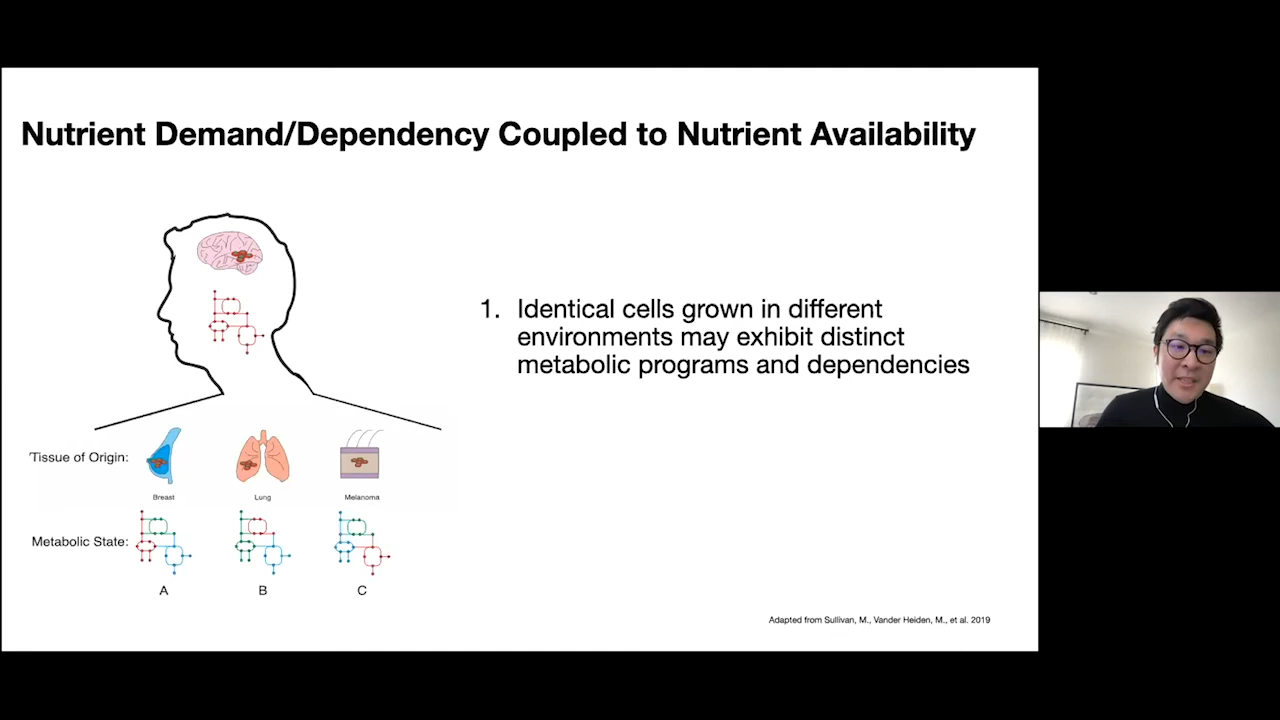 Nutrient Demand/Dependency Coupled to Nutrient Availability
1. Identical cells grown in different
environments may exhibit distinct
metabolic programs and dependencies
Tissue of Origin:
Breast
Lung
Melanoma
Metabolic State:
A
B
C
Adapted from Sullivan, M., Vander Heiden, M., et al. 2019